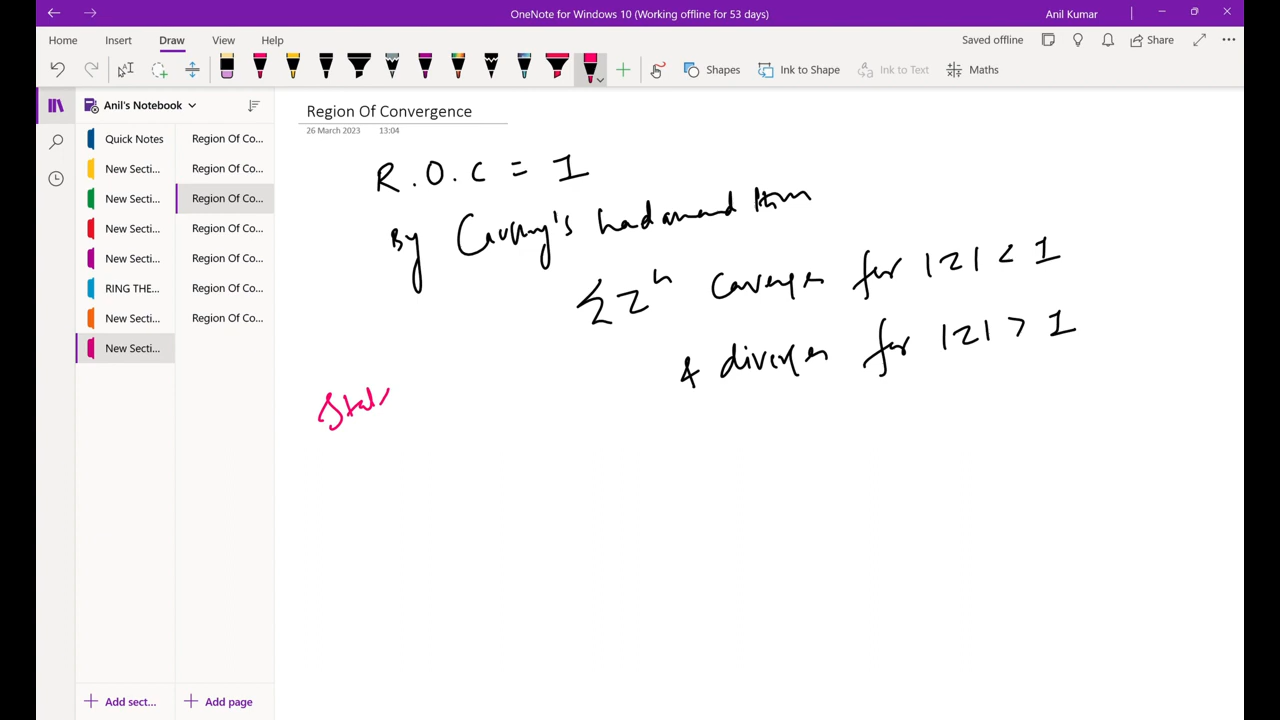 OneNote for Windows 10 (Working offline for 53 days)
Anil Kumar
Home Insert Draw View Help
Saved offline
Share
Shapes
Ink to Shape
Ink to Text
Maths
Anil's Notebook
Quick Notes
New Secti...
New Secti...
New Secti...
New Secti...
RING THE...
New Secti...
New Secti...
Region Of Co...
Region Of Co...
Region Of Co...
Region Of Co...
Region Of Co...
Region Of Co...
Region Of Co...
Add sect...
Add page
Region Of Convergence
26 March 2023 13:04
R.O.C = 1
By hadamard thm
Σ zⁿ converges for |z| < 1
& diverges for |z| > 1